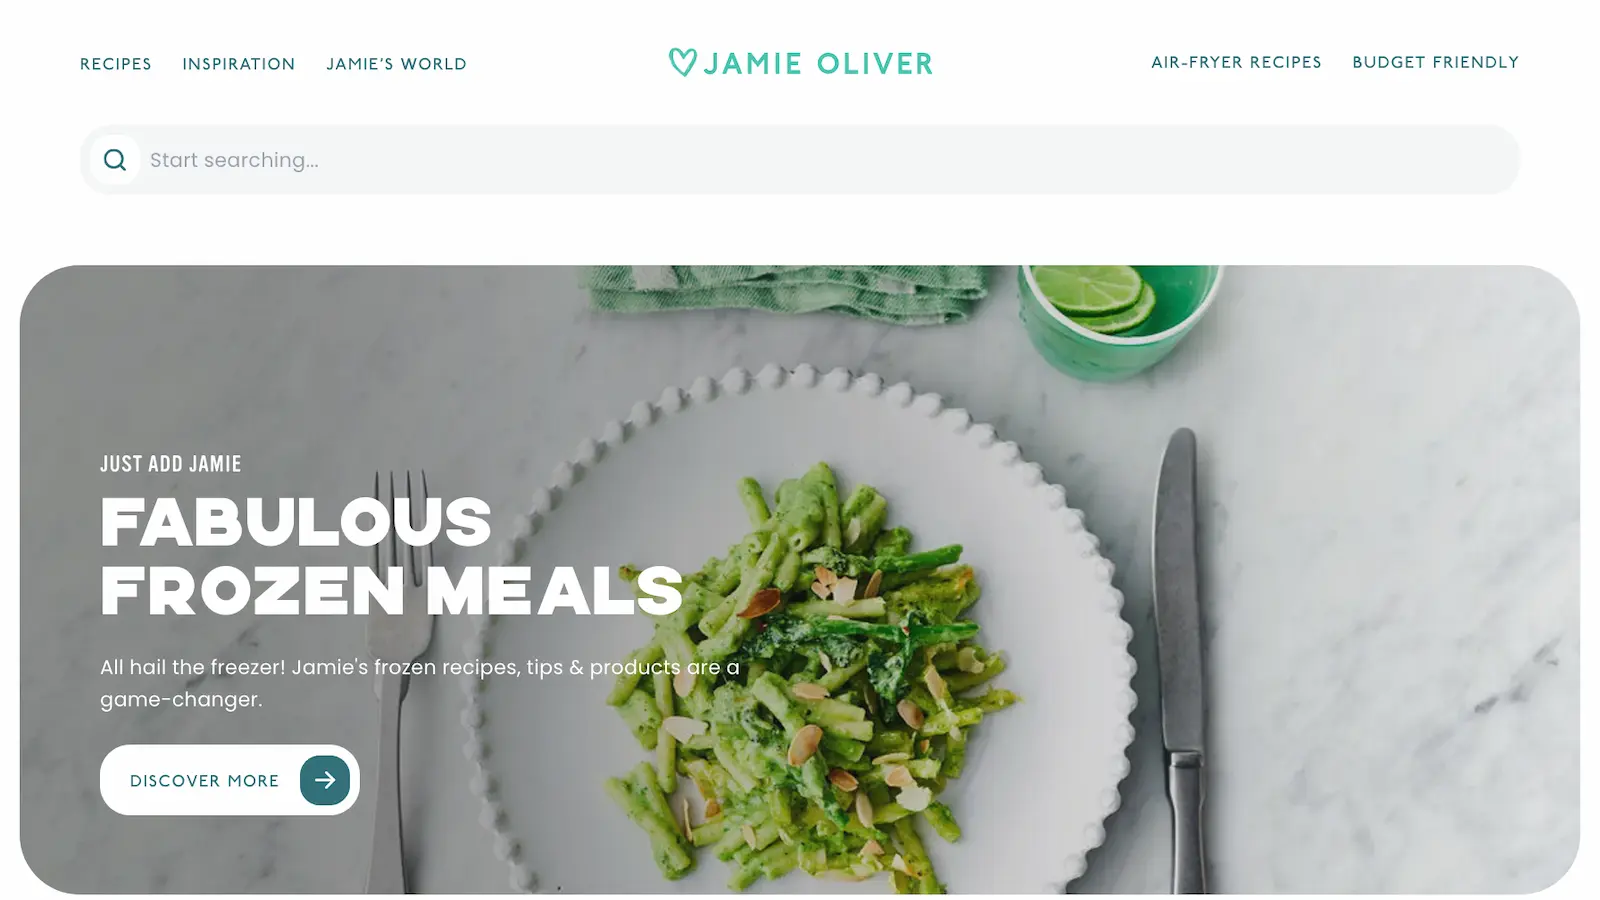 RECIPES INSPIRATION JAMIE'S WORLD JAMIE OLIVER AIR-FRYER RECIPES BUDGET FRIENDLY
Start searching...
JUST ADD JAMIE
FABULOUS
FROZEN MEALS
All hail the freezer! Jamie's frozen recipes, tips & products are a
game-changer.
DISCOVER MORE